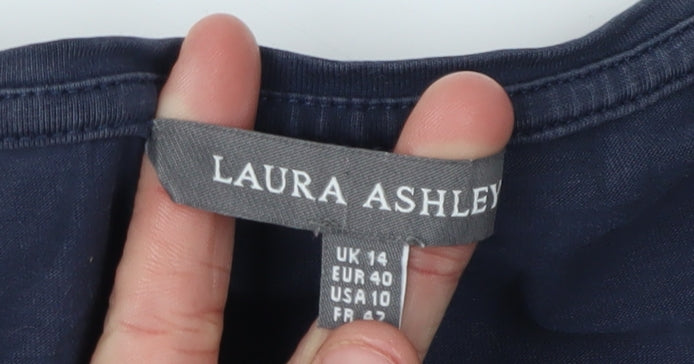 LAURA ASHLEY
UK 14
EUR 40
USA 10
FR 42